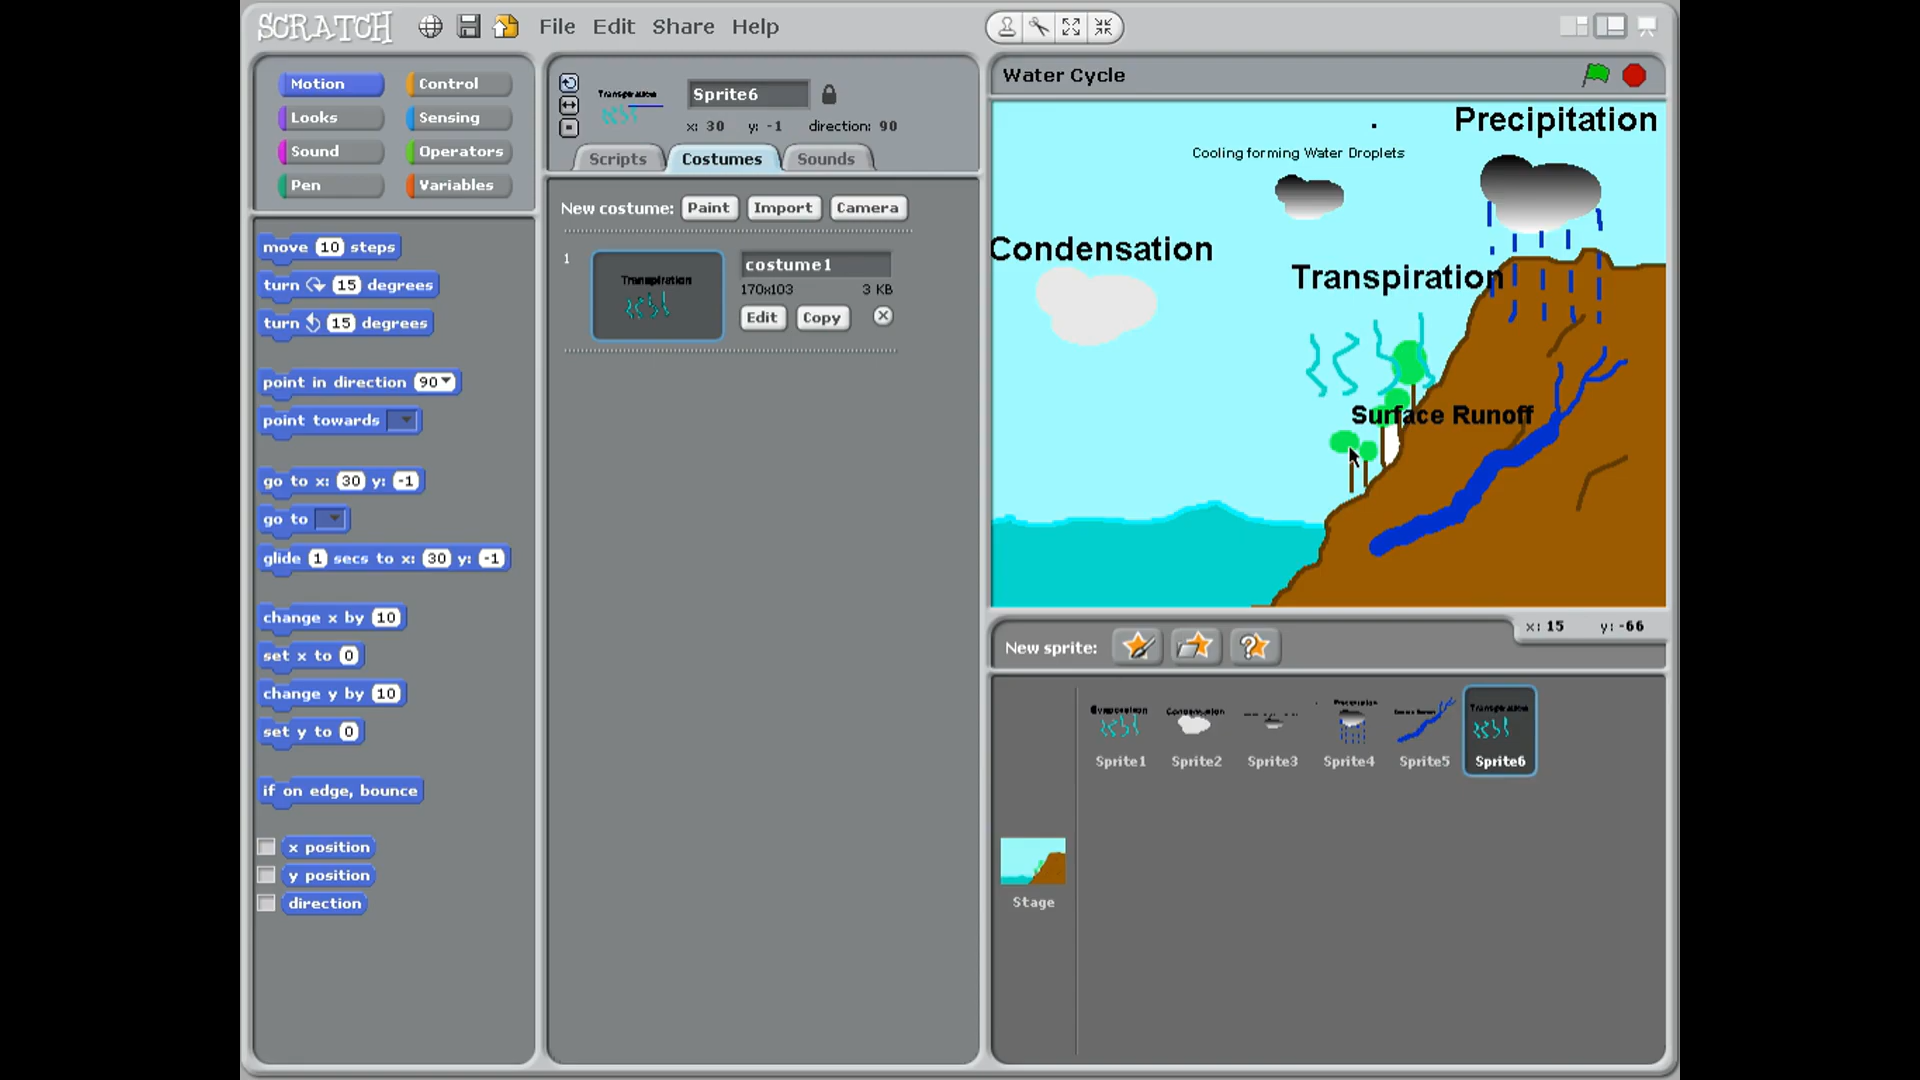 SCRATCH
File Edit Share Help
Motion Control
Looks Sensing
Sound Operators
Pen Variables
move 10 steps
turn 15 degrees
turn 15 degrees
point in direction 90
point towards
go to x: 30 y: -1
go to
glide 1 secs to x: 30 y: -1
change x by 10
set x to 0
change y by 10
set y to 0
if on edge, bounce
x position
y position
direction
Transpiration
Sprite6
x: 30 y: -1 direction: 90
Scripts Costumes Sounds
New costume: Paint Import Camera
1
Transpiration
costume1
170x103 3 KB
Edit Copy
Water Cycle
Precipitation
Cooling forming Water Droplets
Condensation
Transpiration
Surface Runoff
x: 15 y: -66
New sprite:
Evaporation Condensation Precipitation Transpiration
Sprite1 Sprite2 Sprite3 Sprite4 Sprite5 Sprite6
Stage